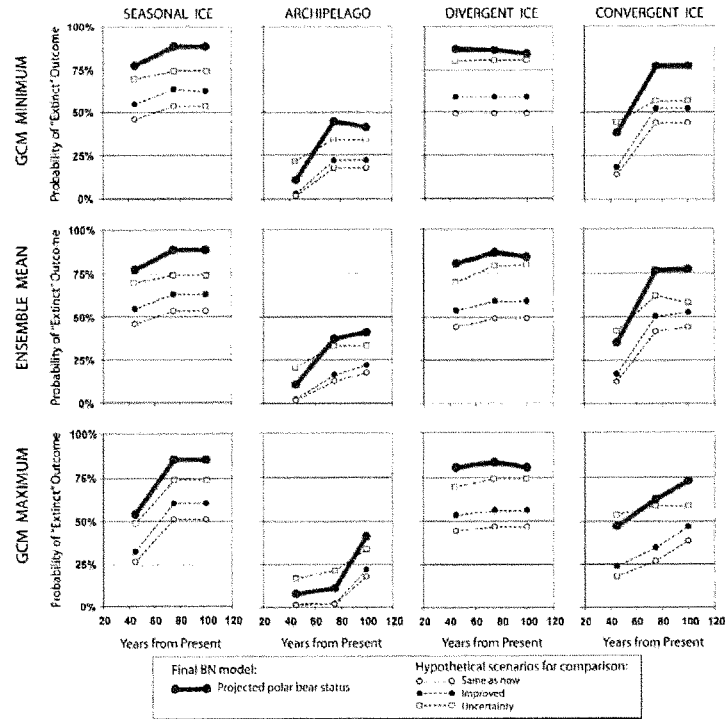 SEASONAL ICE ARCHIPELAGO DIVERGENT ICE CONVERGENT ICE
GCM MINIMUM
Probability of "Extinct" Outcome
100%
75%
50%
25%
0%
ENSEMBLE MEAN
Probability of "Extinct" Outcome
100%
75%
50%
25%
0%
GCM MAXIMUM
Probability of "Extinct" Outcome
100%
75%
50%
25%
0%
20 40 60 80 100 120 20 40 60 80 100 120 20 40 60 80 100 120 20 40 60 80 100 120
Years from Present Years from Present Years from Present Years from Present
Final BN model:
Projected polar bear status
Hypothetical scenarios for comparison:
Same as now
Improved
Uncertainty